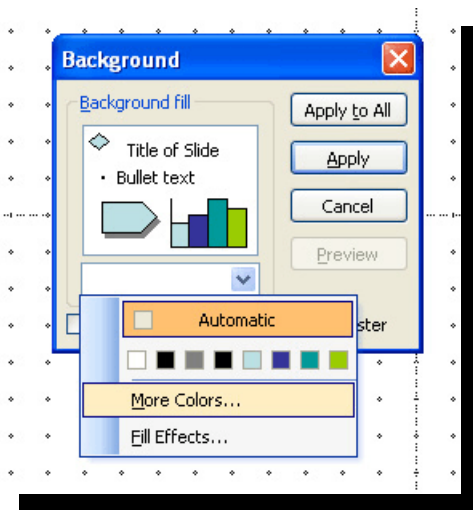 Background
Background fill
Apply to All
Title of Slide
Bullet text
Apply
Cancel
Preview
Automatic
ster
More Colors...
Fill Effects...